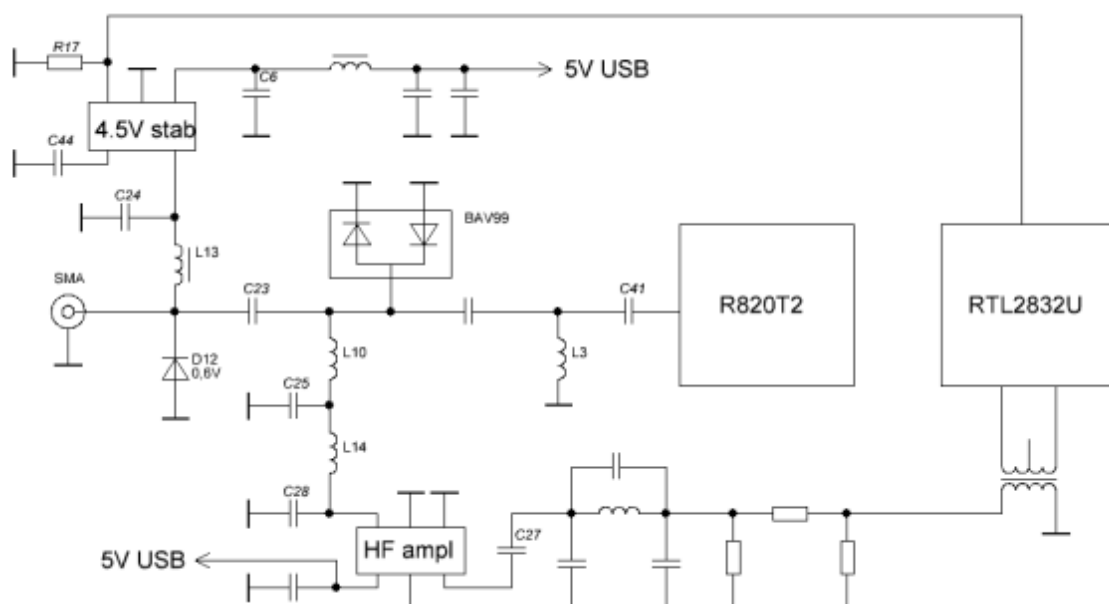 R17
C6
5V USB
4.5V stab
C44
C24
BAV99
L13
SMA
C23
C41
R820T2
RTL2832U
D12
0,6V
L10
L3
C25
L14
C28
HF ampl
C27
5V USB